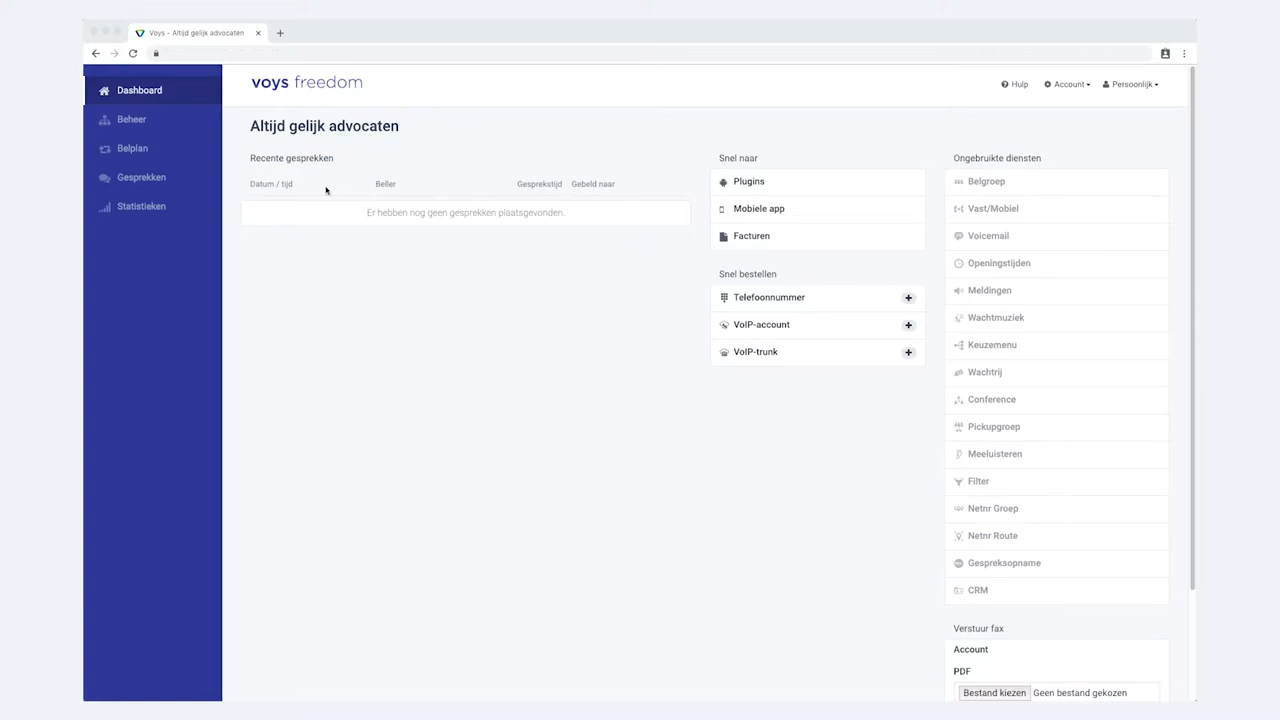 Voys - Altijd gelijk advocaten
Dashboard
Beheer
Belplan
Gesprekken
Statistieken
voys freedom
Hulp
Account
Persoonlijk
Altijd gelijk advocaten
Recente gesprekken
Datum / tijd Beller Gesprekstijd Gebeld naar
Er hebben nog geen gesprekken plaatsgevonden.
Snel naar
Plugins
Mobiele app
Facturen
Snel bestellen
Telefoonnummer
VoIP-account
VoIP-trunk
Ongebruikte diensten
Belgroep
Vast/Mobiel
Voicemail
Openingstijden
Meldingen
Wachtmuziek
Keuzemenu
Wachtrij
Conference
Pickupgroep
Meeluisteren
Filter
Netnr Groep
Netnr Route
Gespreksopname
CRM
Verstuur fax
Account
PDF
Bestand kiezen Geen bestand gekozen